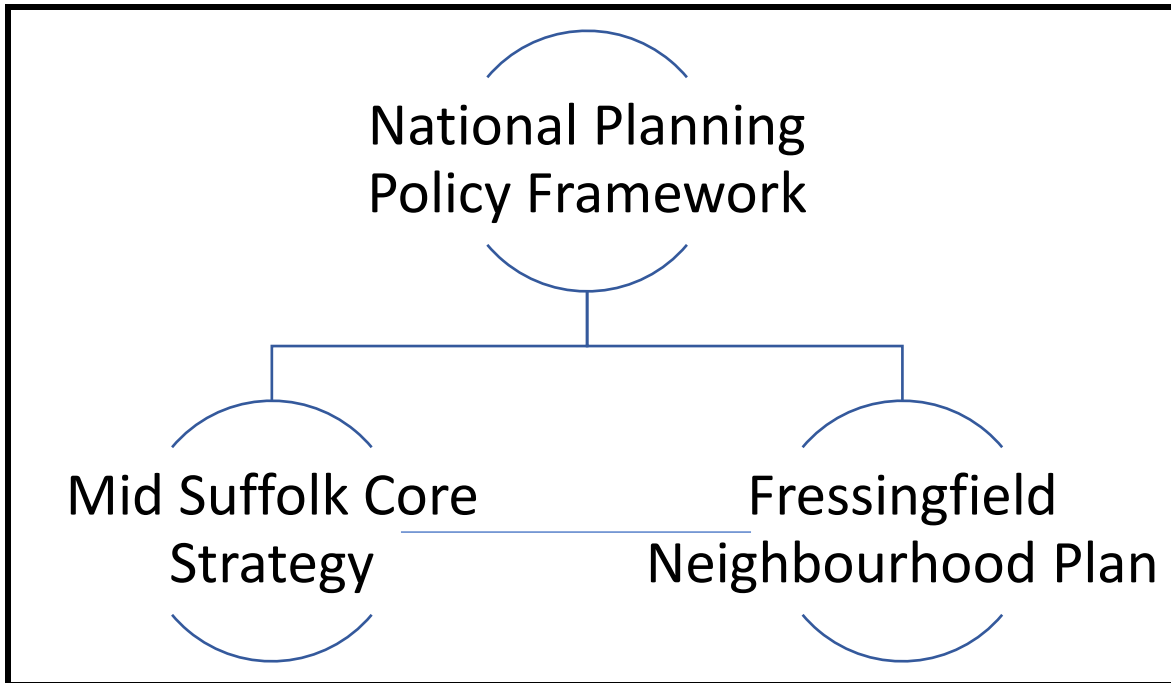 National Planning
Policy Framework
Mid Suffolk Core
Strategy
Fressingfield
Neighbourhood Plan